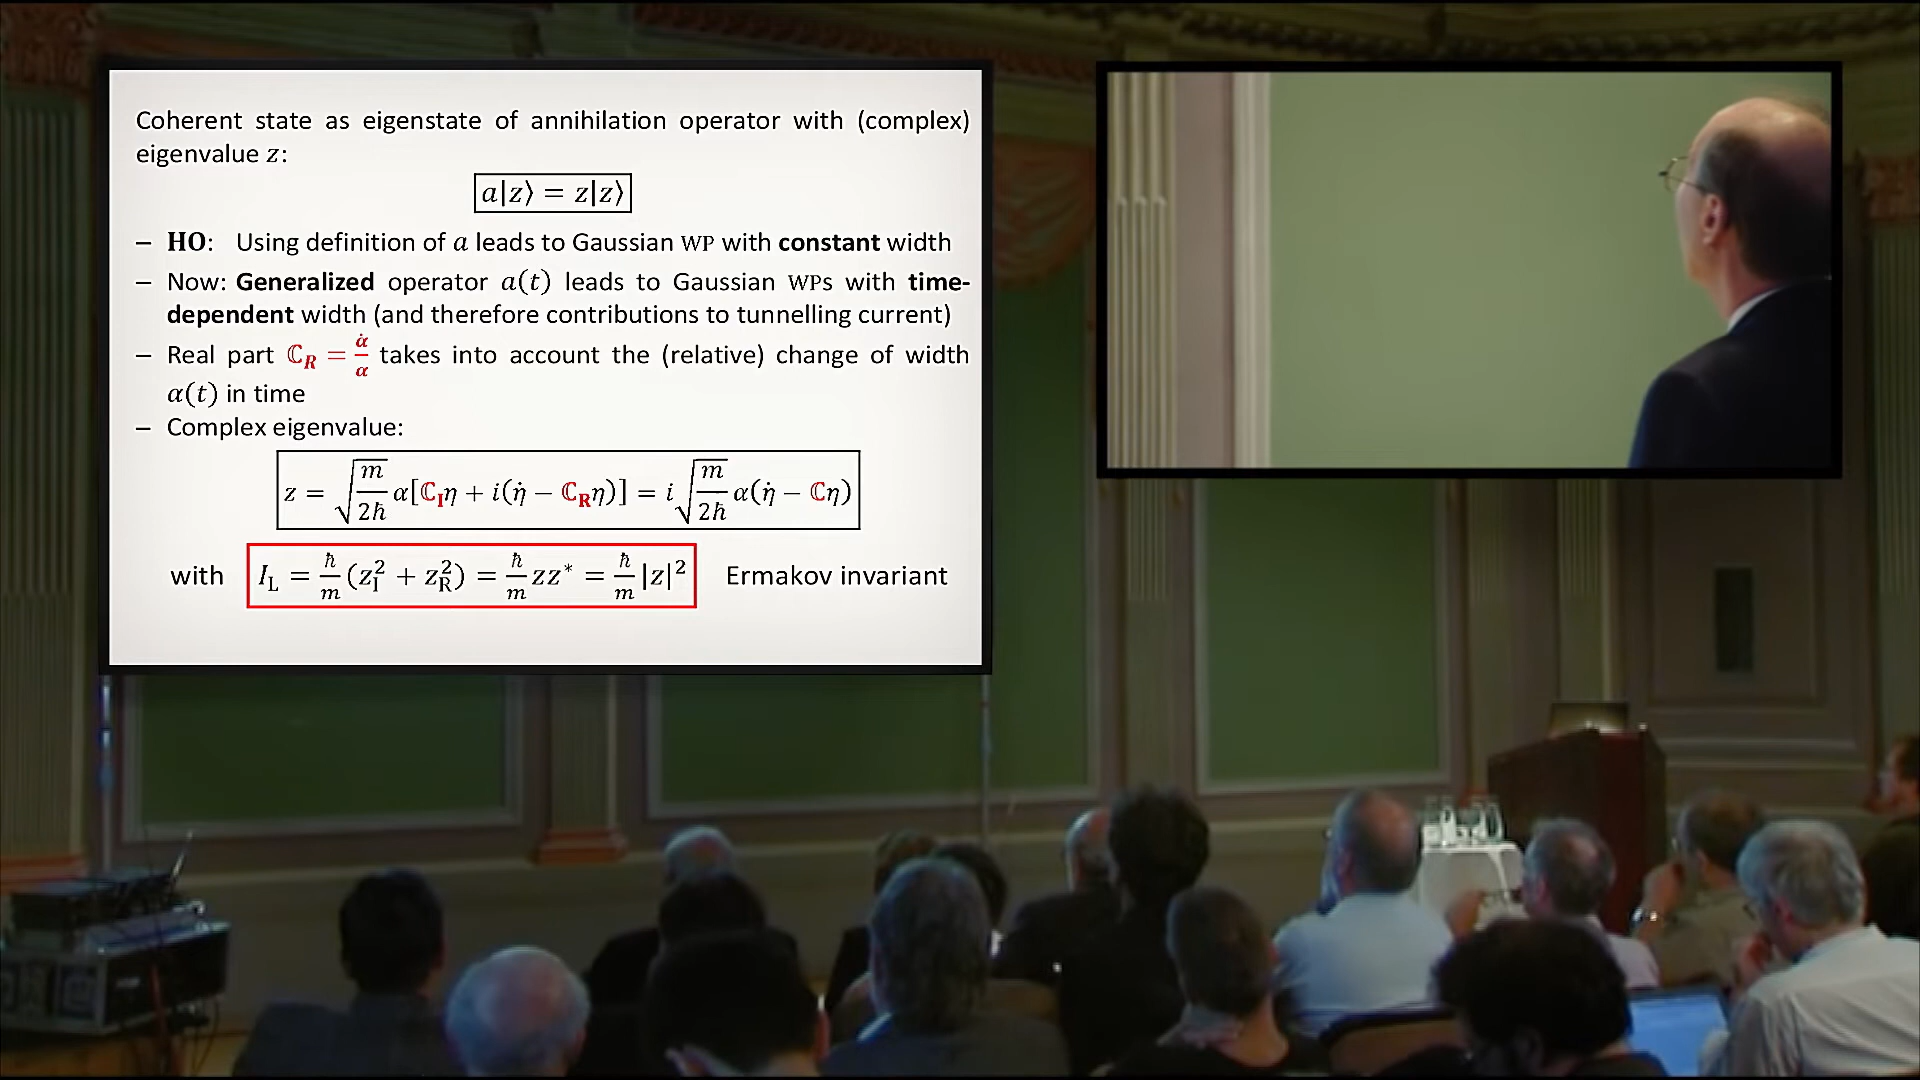 Coherent state as eigenstate of annihilation operator with (complex)
eigenvalue z:
a|z⟩ = z|z⟩
– HO: Using definition of a leads to Gaussian WP with constant width
– Now: Generalized operator a(t) leads to Gaussian WPs with time-
dependent width (and therefore contributions to tunnelling current)
– Real part ℂ_R = α̇/α takes into account the (relative) change of width
α(t) in time
– Complex eigenvalue:
z = √(m/2ħ) α[ℂ_I η + i(η̇ − ℂ_R η)] = i√(m/2ħ) α(η̇ − ℂη)
with I_L = ħ/m (z_I² + z_R²) = ħ/m zz* = ħ/m |z|² Ermakov invariant